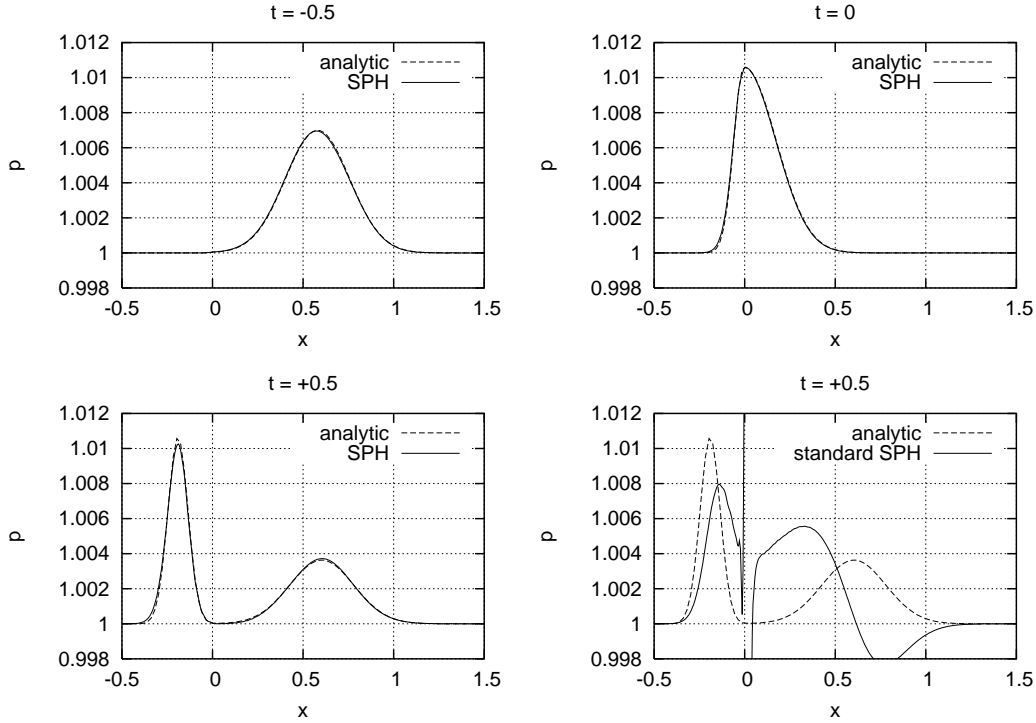 t = -0.5
1.012
1.01
1.008
1.006
1.004
1.002
1
0.998
p
analytic
SPH
-0.5 0 0.5 1 1.5
x
t = 0
1.012
1.01
1.008
1.006
1.004
1.002
1
0.998
p
analytic
SPH
-0.5 0 0.5 1 1.5
x
t = +0.5
1.012
1.01
1.008
1.006
1.004
1.002
1
0.998
p
analytic
SPH
-0.5 0 0.5 1 1.5
x
t = +0.5
1.012
1.01
1.008
1.006
1.004
1.002
1
0.998
p
analytic
standard SPH
-0.5 0 0.5 1 1.5
x